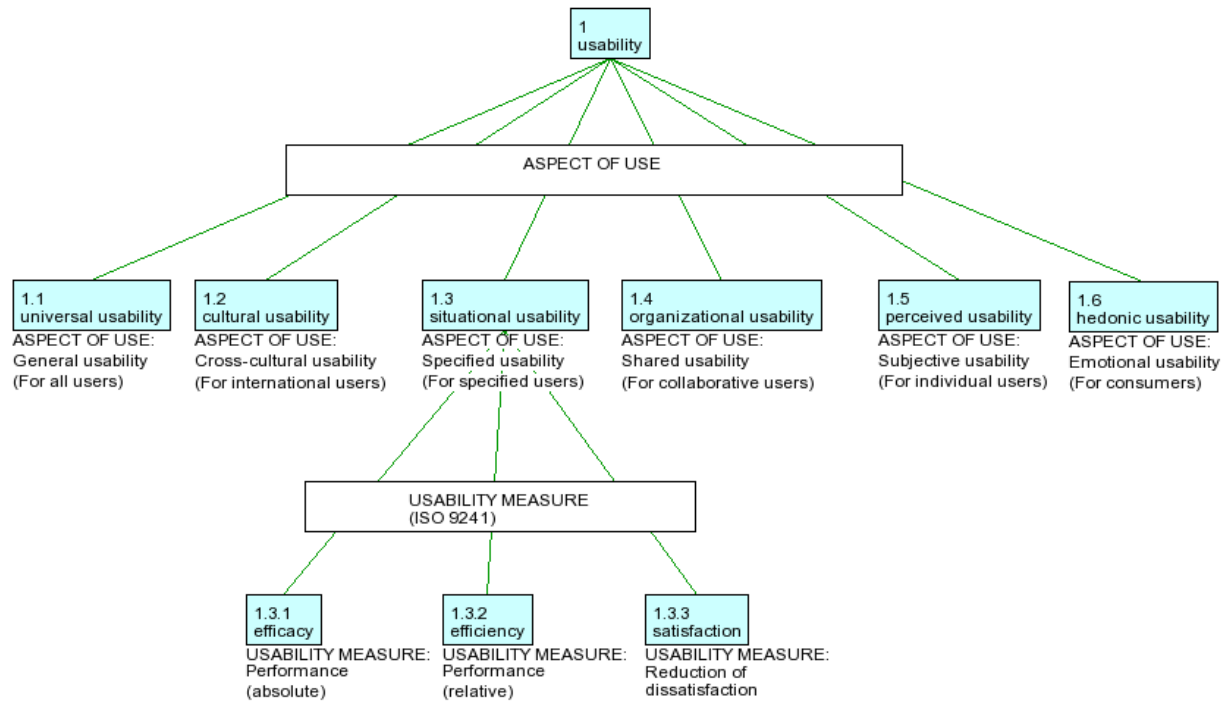 1
usability
ASPECT OF USE
1.1
universal usability
ASPECT OF USE:
General usability
(For all users)
1.2
cultural usability
ASPECT OF USE:
Cross-cultural usability
(For international users)
1.3
situational usability
ASPECT OF USE:
Specified usability
(For specified users)
1.4
organizational usability
ASPECT OF USE:
Shared usability
(For collaborative users)
1.5
perceived usability
ASPECT OF USE:
Subjective usability
(For individual users)
1.6
hedonic usability
ASPECT OF USE:
Emotional usability
(For consumers)
USABILITY MEASURE
(ISO 9241)
1.3.1
efficacy
USABILITY MEASURE:
Performance
(absolute)
1.3.2
efficiency
USABILITY MEASURE:
Performance
(relative)
1.3.3
satisfaction
USABILITY MEASURE:
Reduction of
dissatisfaction